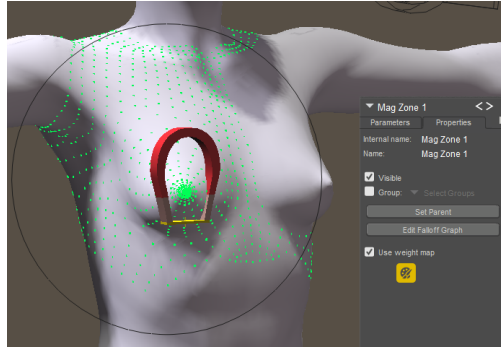 Mag Zone 1
Parameters Properties
Internal name: Mag Zone 1
Name: Mag Zone 1
Visible
Group: Select Groups
Set Parent
Edit Falloff Graph
Use weight map